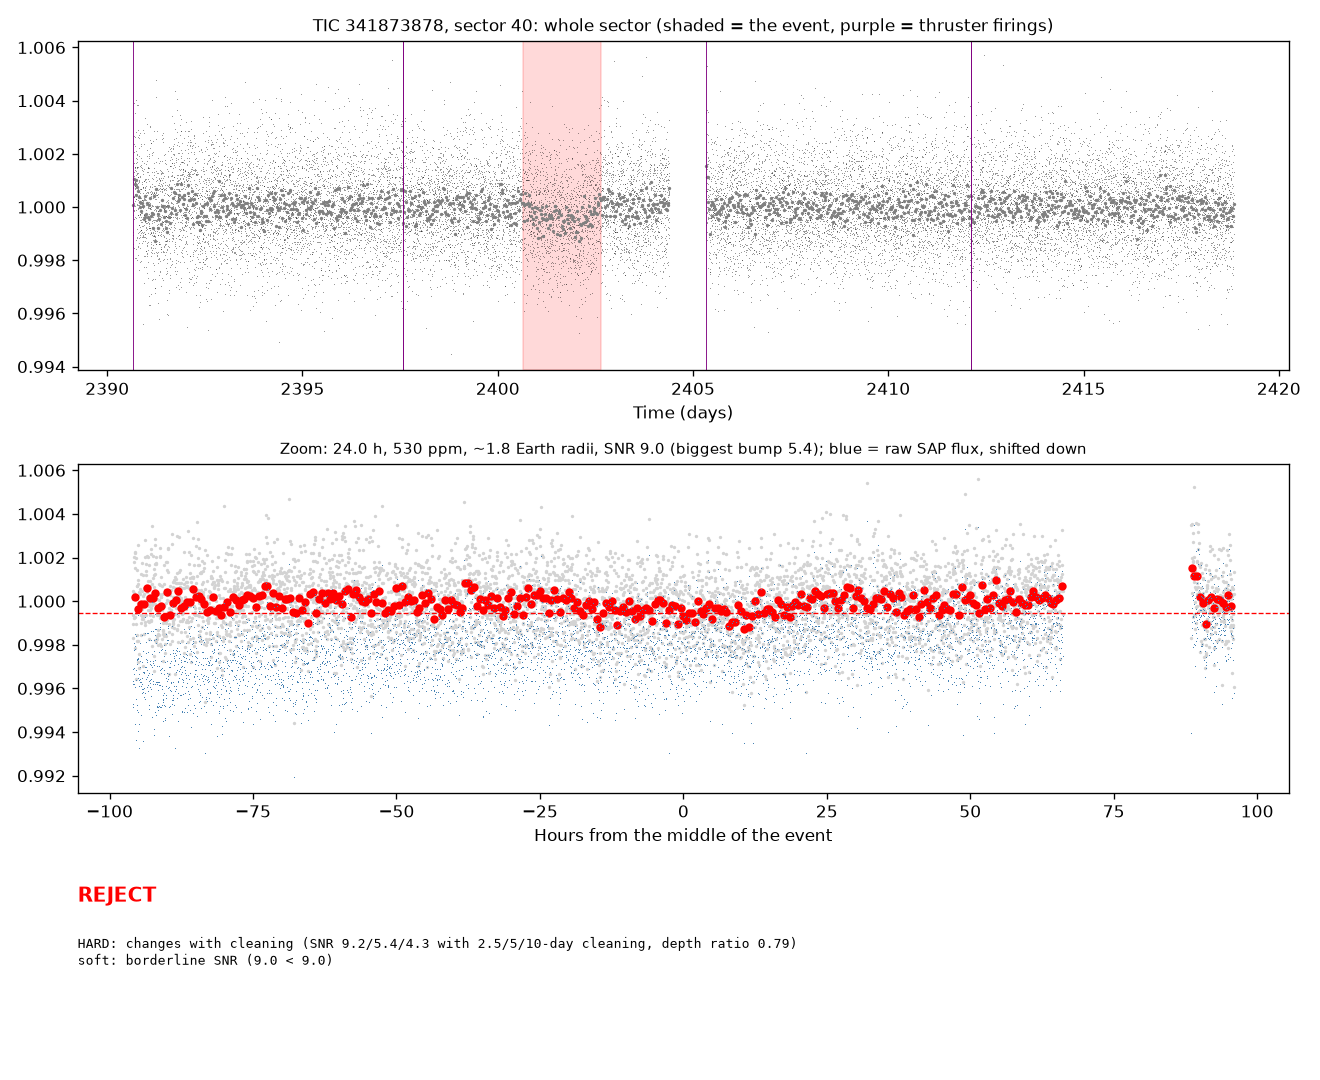 TIC 341873878, sector 40: whole sector (shaded = the event, purple = thruster firings)
1.006
1.004
1.002
1.000
0.998
0.996
0.994
2390 2395 2400 2405 2410 2415 2420
Time (days)
Zoom: 24.0 h, 530 ppm, ~1.8 Earth radii, SNR 9.0 (biggest bump 5.4); blue = raw SAP flux, shifted down
1.006
1.004
1.002
1.000
0.998
0.996
0.994
0.992
−100 −75 −50 −25 0 25 50 75 100
Hours from the middle of the event
REJECT
HARD: changes with cleaning (SNR 9.2/5.4/4.3 with 2.5/5/10-day cleaning, depth ratio 0.79)
soft: borderline SNR (9.0 < 9.0)